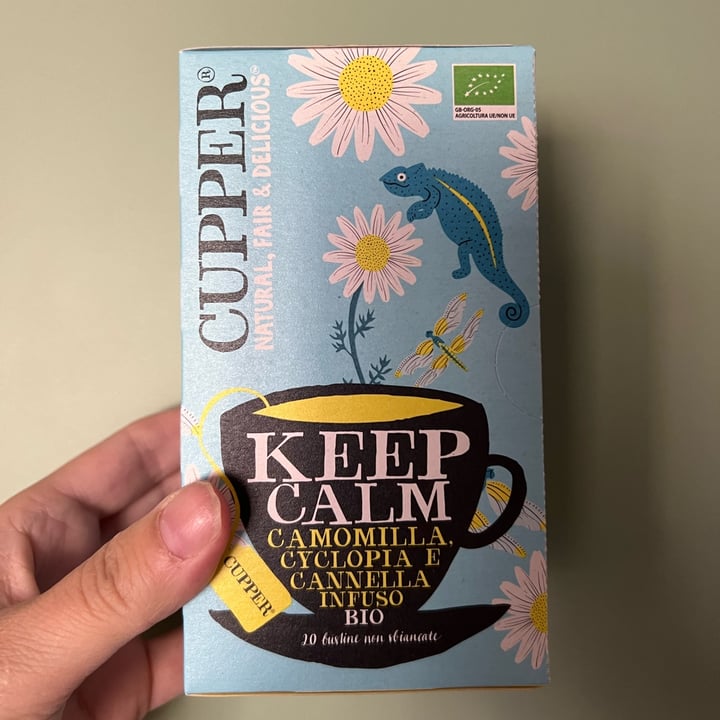 CUPPER®
NATURAL, FAIR & DELICIOUS®
GB-ORG-05
AGRICOLTURA UE/NON UE
KEEP
CALM
CAMOMILLA,
CYCLOPIA E
CANNELLA
INFUSO
BIO
20 bustine non sbiancate
CUPPER®